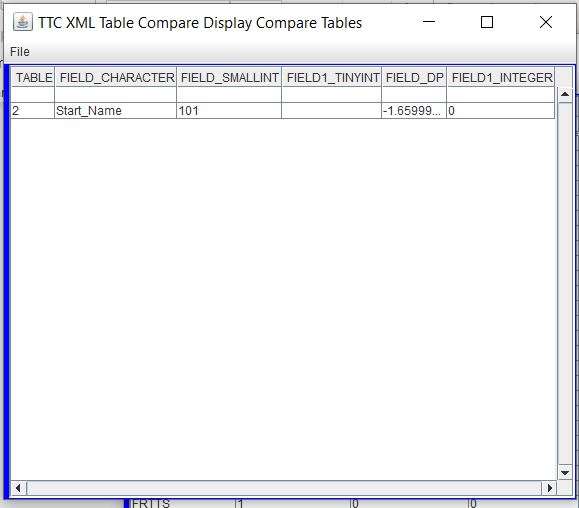 TTC XML Table Compare Display Compare Tables
File
TABLE FIELD_CHARACTER FIELD_SMALLINT FIELD1_TINYINT FIELD_DP FIELD1_INTEGER
2 Start_Name 101 -1.65999... 0
FRTTS 1 0 0